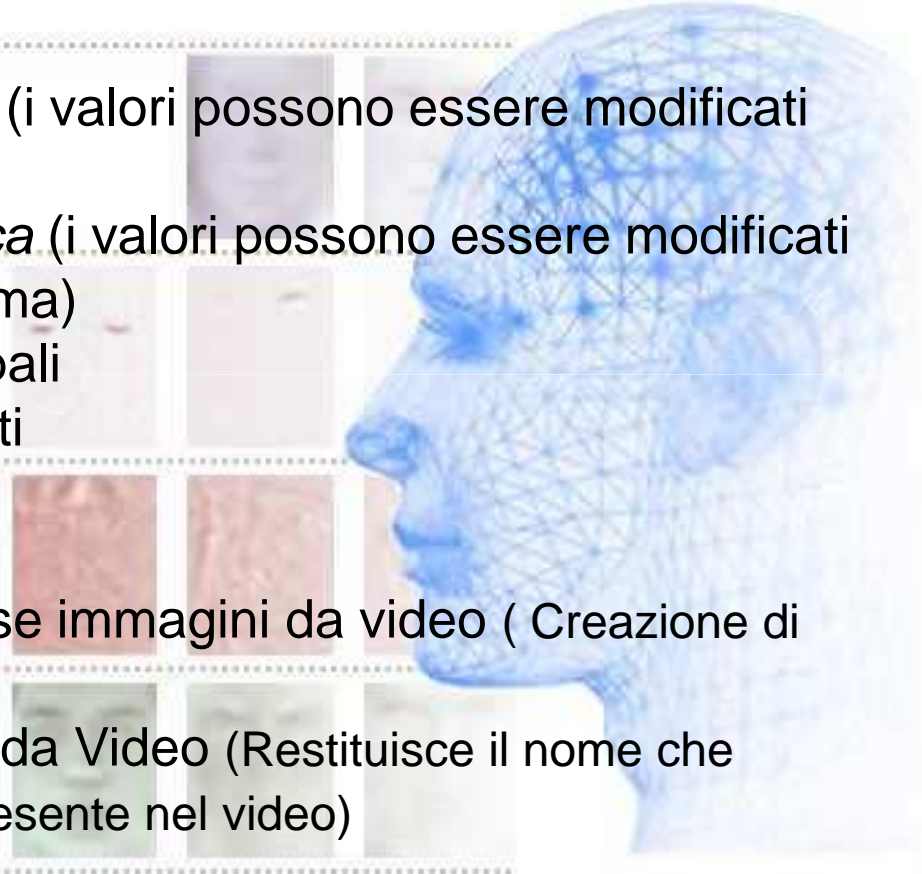 (i valori possono essere modificati
ca (i valori possono essere modificati
ma)
pali
ti
se immagini da video ( Creazione di
da Video (Restituisce il nome che
esente nel video)